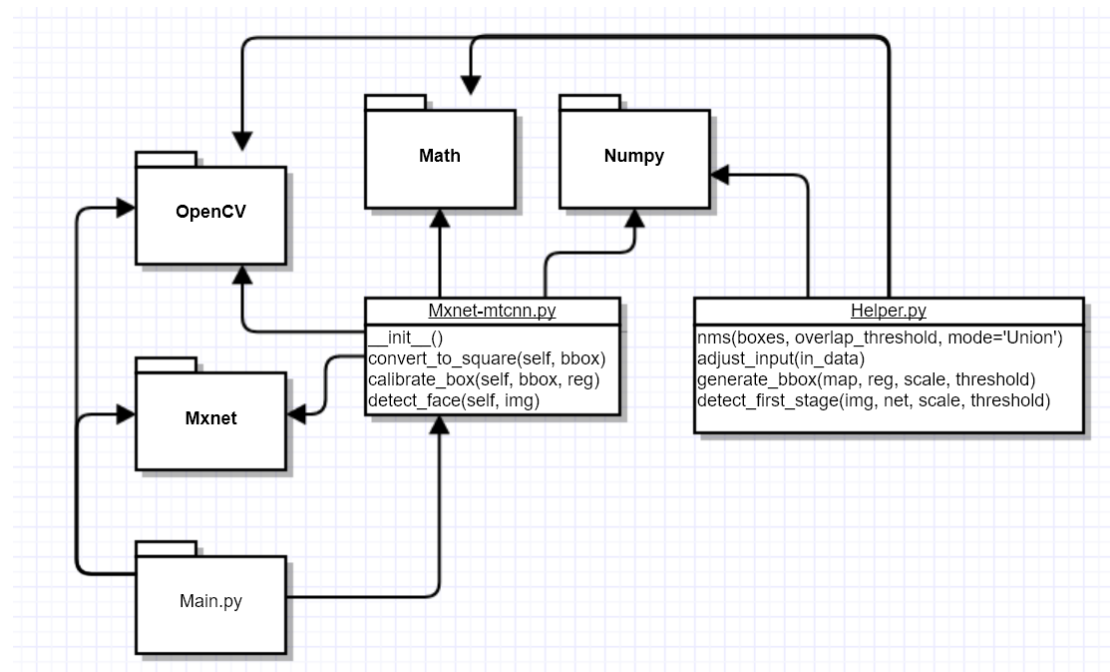 Math
Numpy
OpenCV
Mxnet-mtcnn.py
__init__()
convert_to_square(self, bbox)
calibrate_box(self, bbox, reg)
detect_face(self, img)
Helper.py
nms(boxes, overlap_threshold, mode='Union')
adjust_input(in_data)
generate_bbox(map, reg, scale, threshold)
detect_first_stage(img, net, scale, threshold)
Mxnet
Main.py